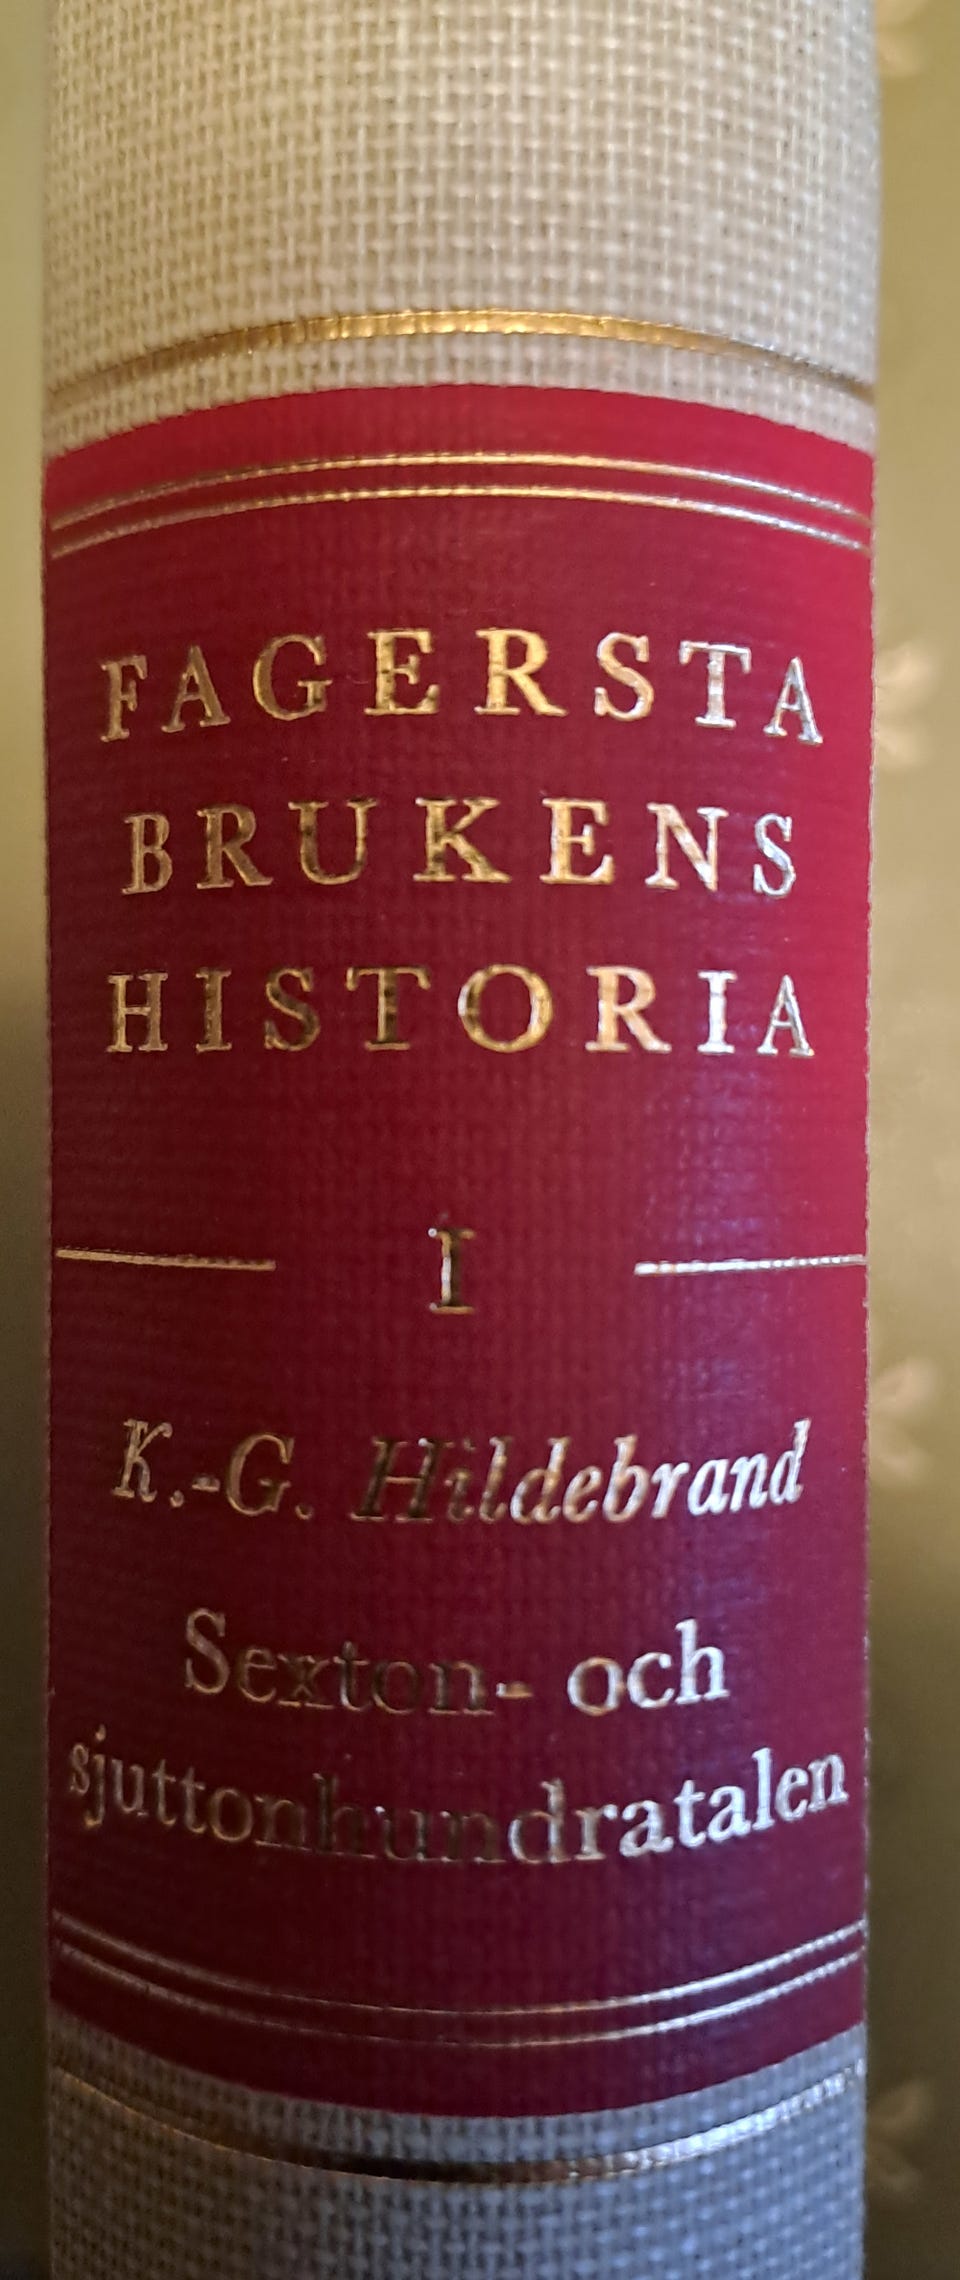 FAGERSTA
BRUKENS
HISTORIA
I
K.-G. Hildebrand
Sexton- och
sjuttonhundratalen